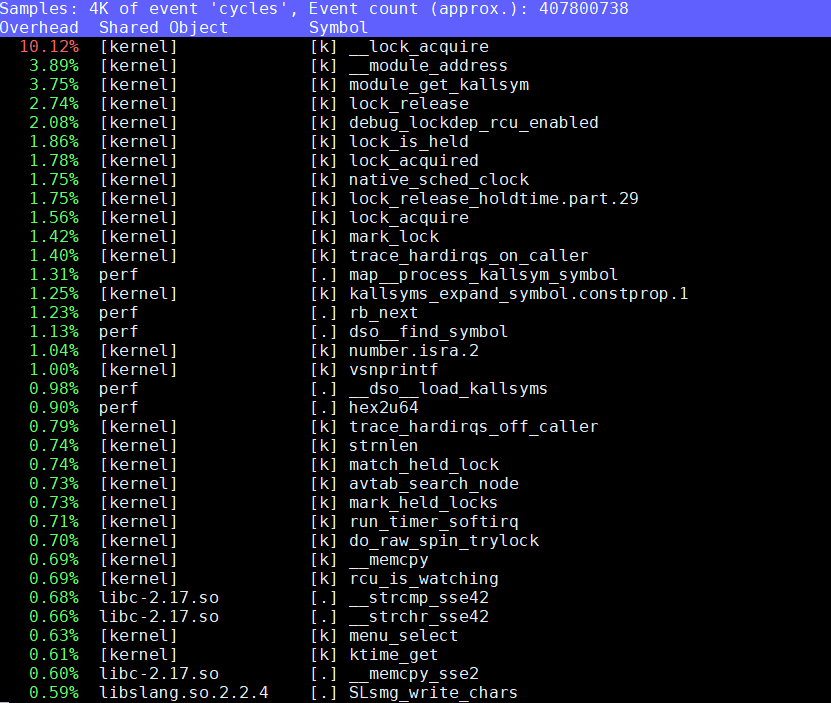 Samples: 4K of event 'cycles', Event count (approx.): 407800738
Overhead  Shared Object        Symbol
10.12%  [kernel]             [k] __lock_acquire
3.89%  [kernel]             [k] __module_address
3.75%  [kernel]             [k] module_get_kallsym
2.74%  [kernel]             [k] lock_release
2.08%  [kernel]             [k] debug_lockdep_rcu_enabled
1.86%  [kernel]             [k] lock_is_held
1.78%  [kernel]             [k] lock_acquired
1.75%  [kernel]             [k] native_sched_clock
1.75%  [kernel]             [k] lock_release_holdtime.part.29
1.56%  [kernel]             [k] lock_acquire
1.42%  [kernel]             [k] mark_lock
1.40%  [kernel]             [k] trace_hardirqs_on_caller
1.31%  perf                 [.] map__process_kallsym_symbol
1.25%  [kernel]             [k] kallsyms_expand_symbol.constprop.1
1.23%  perf                 [.] rb_next
1.13%  perf                 [.] dso__find_symbol
1.04%  [kernel]             [k] number.isra.2
1.00%  [kernel]             [k] vsnprintf
0.98%  perf                 [.] __dso__load_kallsyms
0.90%  perf                 [.] hex2u64
0.79%  [kernel]             [k] trace_hardirqs_off_caller
0.74%  [kernel]             [k] strnlen
0.74%  [kernel]             [k] match_held_lock
0.73%  [kernel]             [k] avtab_search_node
0.73%  [kernel]             [k] mark_held_locks
0.71%  [kernel]             [k] run_timer_softirq
0.70%  [kernel]             [k] do_raw_spin_trylock
0.69%  [kernel]             [k] __memcpy
0.69%  [kernel]             [k] rcu_is_watching
0.68%  libc-2.17.so         [.] __strcmp_sse42
0.66%  libc-2.17.so         [.] __strchr_sse42
0.63%  [kernel]             [k] menu_select
0.61%  [kernel]             [k] ktime_get
0.60%  libc-2.17.so         [.] __memcpy_sse2
0.59%  libslang.so.2.2.4    [.] SLsmg_write_chars